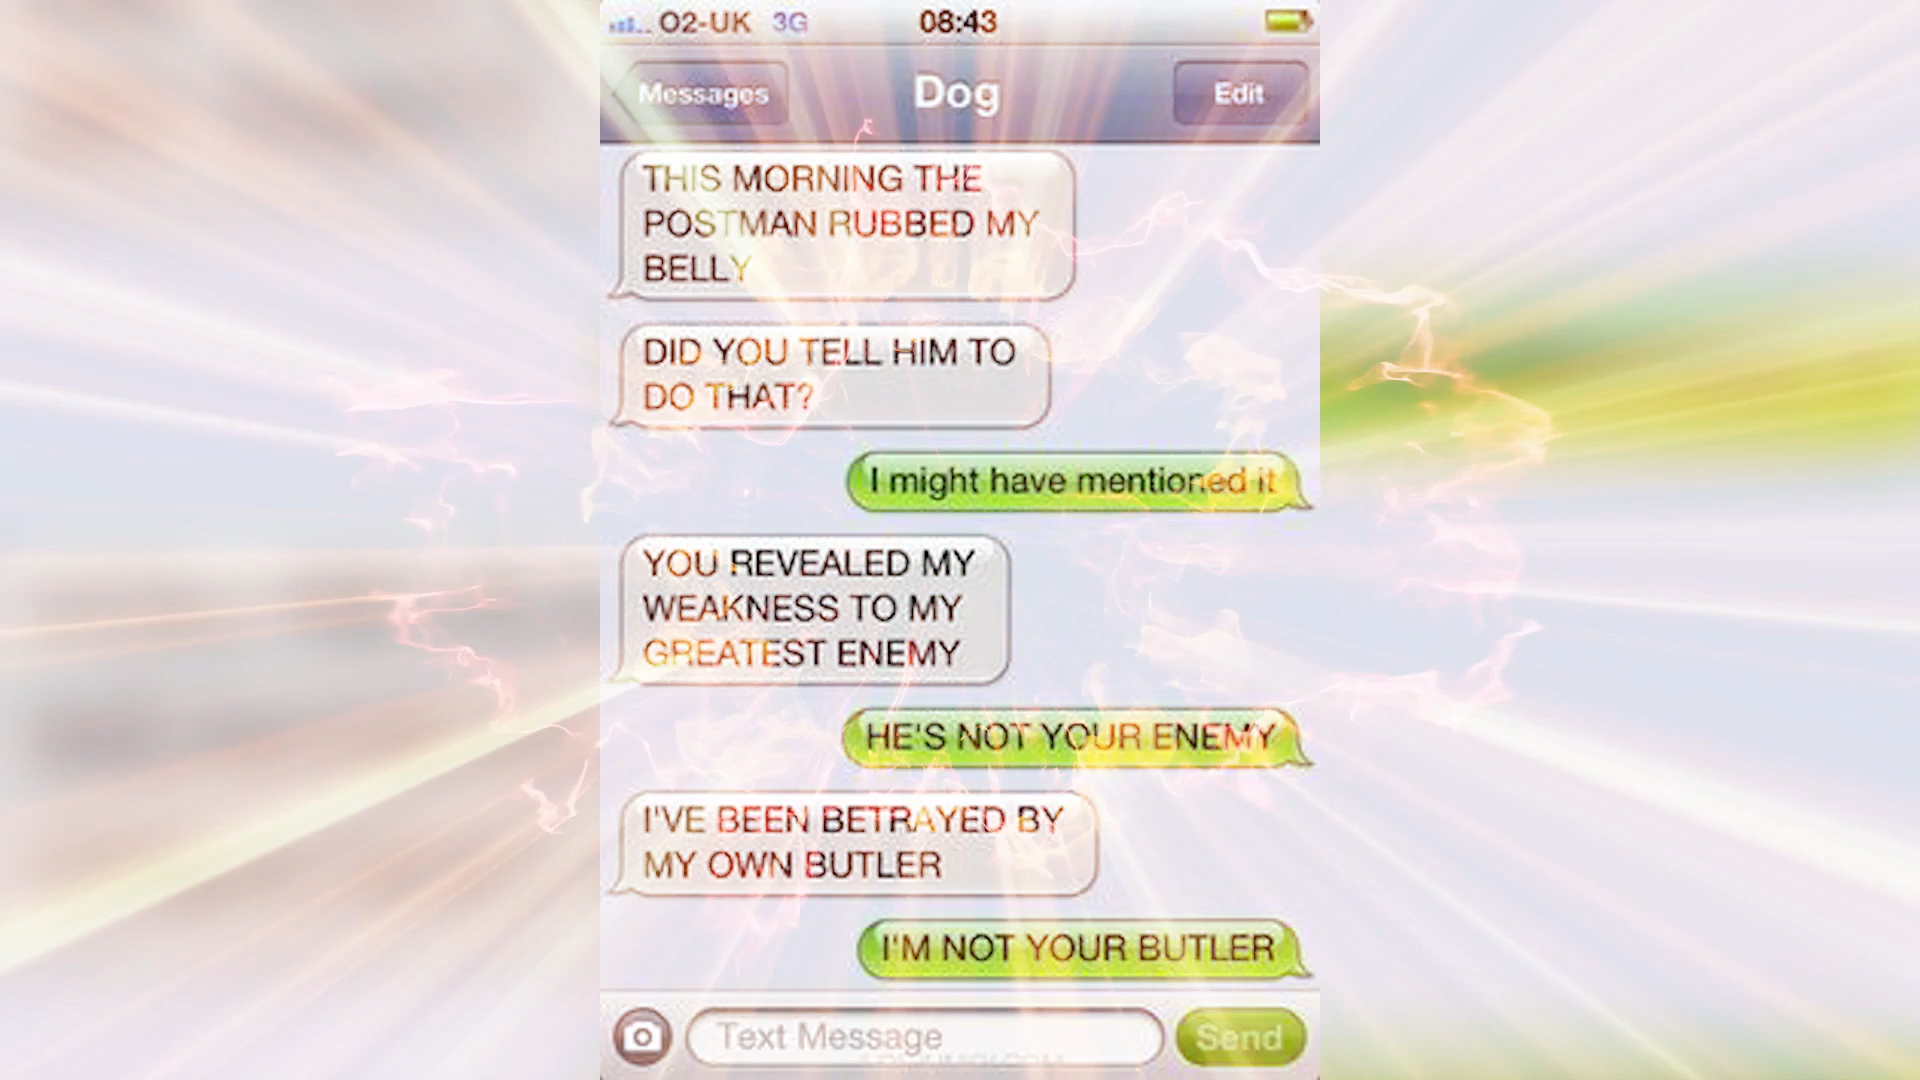 O2-UK 3G 08:43
Messages Dog Edit
THIS MORNING THE
POSTMAN RUBBED MY
BELLY
DID YOU TELL HIM TO
DO THAT?
I might have mentioned it
YOU REVEALED MY
WEAKNESS TO MY
GREATEST ENEMY
HE'S NOT YOUR ENEMY
I'VE BEEN BETRAYED BY
MY OWN BUTLER
I'M NOT YOUR BUTLER
Text Message Send